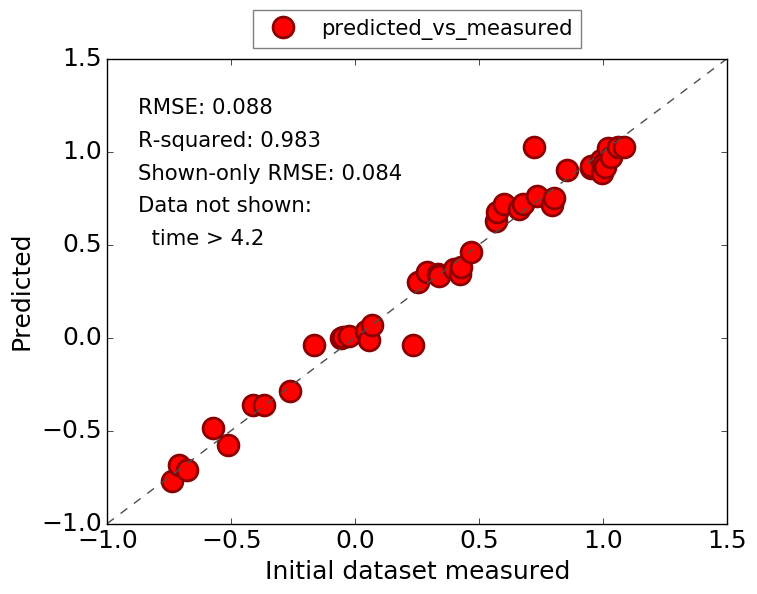 predicted_vs_measured
1.5
RMSE: 0.088
R-squared: 0.983
1.0
Shown-only RMSE: 0.084
Data not shown:
time > 4.2
0.5
Predicted
0.0
−0.5
−1.0
−1.0 −0.5 0.0 0.5 1.0 1.5
Initial dataset measured